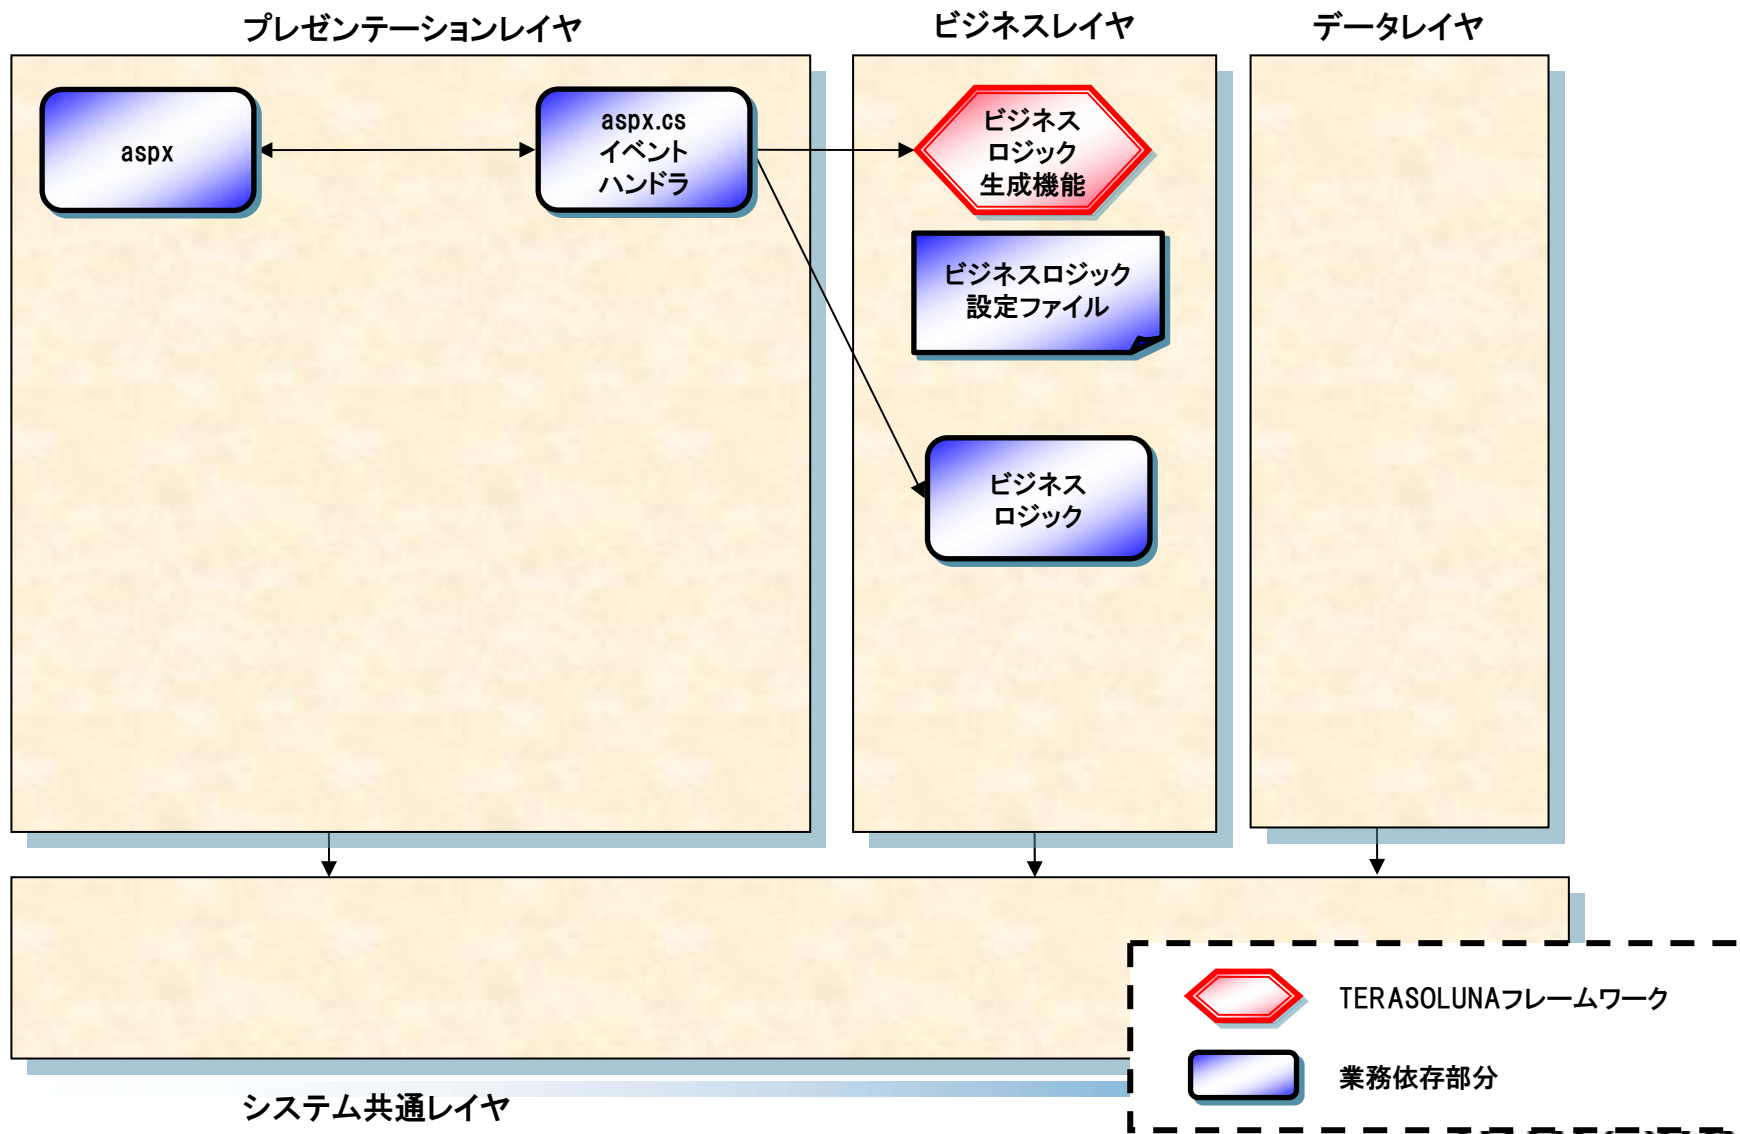 プレゼンテーションレイヤ
ビジネスレイヤ
データレイヤ
aspx
aspx.cs
イベント
ハンドラ
ビジネス
ロジック
生成機能
ビジネスロジック
設定ファイル
ビジネス
ロジック
TERASOLUNAフレームワーク
業務依存部分
システム共通レイヤ